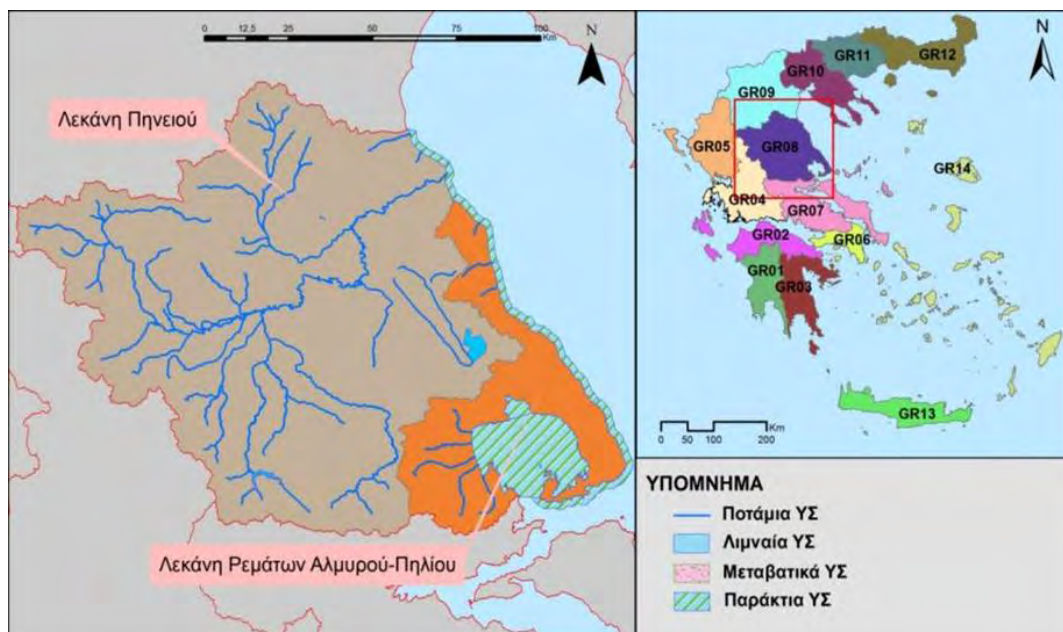 0 12,5 25 50 75 100
Km
N
Λεκάνη Πηνειού
Λεκάνη Ρεμάτων Αλμυρού-Πηλίου
N
GR11
GR12
GR10
GR09
GR05
GR08
GR14
GR04
GR07
GR02
GR06
GR01
GR03
GR13
Km
0 50 100 200
ΥΠΟΜΝΗΜΑ
Ποτάμια ΥΣ
Λιμναία ΥΣ
Μεταβατικά ΥΣ
Παράκτια ΥΣ